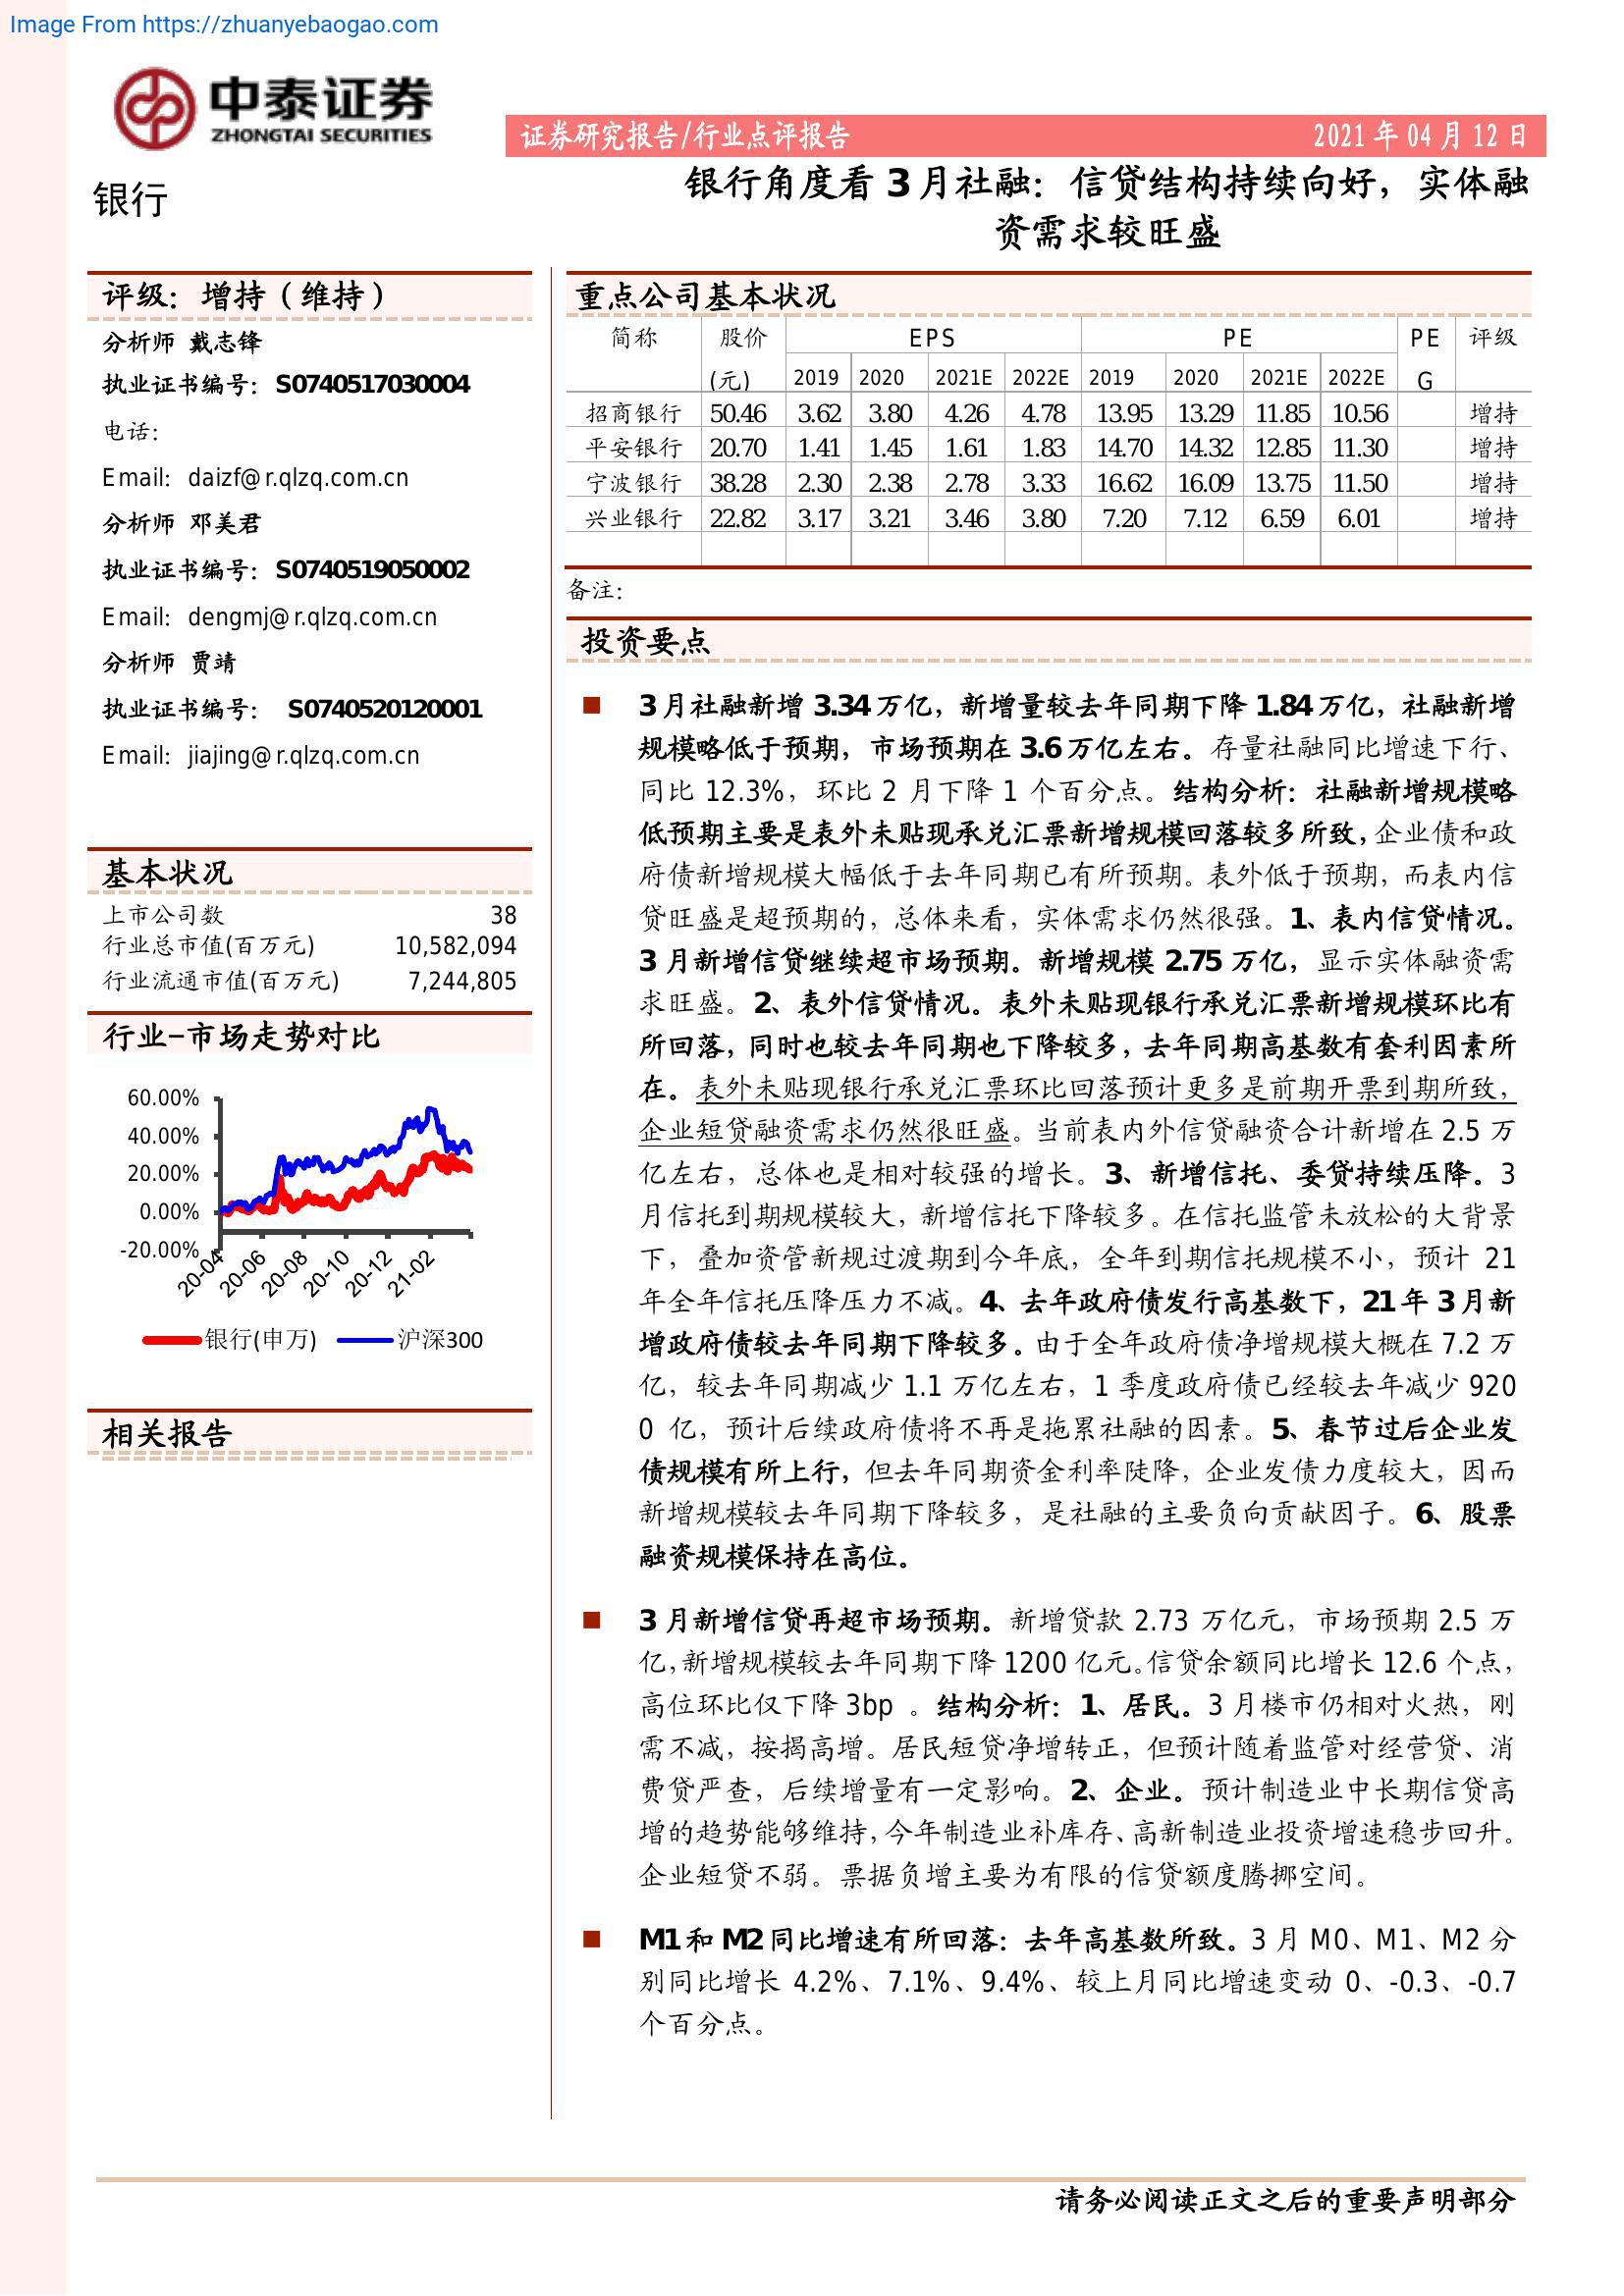 Image From https://zhuanyebaogao.com
中泰证券
ZHONGTAI SECURITIES
证券研究报告/行业点评报告 2021 年 04 月 12 日
银行
银行角度看 3 月社融：信贷结构持续向好，实体融
资需求较旺盛
评级：增持（维持）
分析师 戴志锋
执业证书编号：S0740517030004
电话：
Email：daizf@r.qlzq.com.cn
分析师 邓美君
执业证书编号：S0740519050002
Email：dengmj@r.qlzq.com.cn
分析师 贾靖
执业证书编号： S0740520120001
Email：jiajing@r.qlzq.com.cn
基本状况
上市公司数 38
行业总市值(百万元) 10,582,094
行业流通市值(百万元) 7,244,805
行业-市场走势对比
60.00%
40.00%
20.00%
0.00%
-20.00%
20-04 20-06 20-08 20-10 20-12 21-02
银行(申万) 沪深300
相关报告
重点公司基本状况
简称 股价 EPS PE PE 评级
(元) 2019 2020 2021E 2022E 2019 2020 2021E 2022E G
招商银行 50.46 3.62 3.80 4.26 4.78 13.95 13.29 11.85 10.56 增持
平安银行 20.70 1.41 1.45 1.61 1.83 14.70 14.32 12.85 11.30 增持
宁波银行 38.28 2.30 2.38 2.78 3.33 16.62 16.09 13.75 11.50 增持
兴业银行 22.82 3.17 3.21 3.46 3.80 7.20 7.12 6.59 6.01 增持
备注：
投资要点
■ 3 月社融新增 3.34 万亿，新增量较去年同期下降 1.84 万亿，社融新增
规模略低于预期，市场预期在 3.6 万亿左右。存量社融同比增速下行、
同比 12.3%，环比 2 月下降 1 个百分点。结构分析：社融新增规模略
低预期主要是表外未贴现承兑汇票新增规模回落较多所致，企业债和政
府债新增规模大幅低于去年同期已有所预期。表外低于预期，而表内信
贷旺盛是超预期的，总体来看，实体需求仍然很强。1、表内信贷情况。
3 月新增信贷继续超市场预期。新增规模 2.75 万亿，显示实体融资需
求旺盛。2、表外信贷情况。表外未贴现银行承兑汇票新增规模环比有
所回落，同时也较去年同期也下降较多，去年同期高基数有套利因素所
在。表外未贴现银行承兑汇票环比回落预计更多是前期开票到期所致，
企业短贷融资需求仍然很旺盛。当前表内外信贷融资合计新增在 2.5 万
亿左右，总体也是相对较强的增长。3、新增信托、委贷持续压降。3
月信托到期规模较大，新增信托下降较多。在信托监管未放松的大背景
下，叠加资管新规过渡期到今年底，全年到期信托规模不小，预计 21
年全年信托压降压力不减。4、去年政府债发行高基数下，21 年 3 月新
增政府债较去年同期下降较多。由于全年政府债净增规模大概在 7.2 万
亿，较去年同期减少 1.1 万亿左右，1 季度政府债已经较去年减少 920
0 亿，预计后续政府债将不再是拖累社融的因素。5、春节过后企业发
债规模有所上行，但去年同期资金利率陡降，企业发债力度较大，因而
新增规模较去年同期下降较多，是社融的主要负向贡献因子。6、股票
融资规模保持在高位。
■ 3 月新增信贷再超市场预期。新增贷款 2.73 万亿元，市场预期 2.5 万
亿，新增规模较去年同期下降 1200 亿元。信贷余额同比增长 12.6 个点，
高位环比仅下降 3bp 。结构分析：1、居民。3 月楼市仍相对火热，刚
需不减，按揭高增。居民短贷净增转正，但预计随着监管对经营贷、消
费贷严查，后续增量有一定影响。2、企业。预计制造业中长期信贷高
增的趋势能够维持，今年制造业补库存、高新制造业投资增速稳步回升。
企业短贷不弱。票据负增主要为有限的信贷额度腾挪空间。
■ M1 和 M2 同比增速有所回落：去年高基数所致。3 月 M0、M1、M2 分
别同比增长 4.2%、7.1%、9.4%、较上月同比增速变动 0、-0.3、-0.7
个百分点。
请务必阅读正文之后的重要声明部分